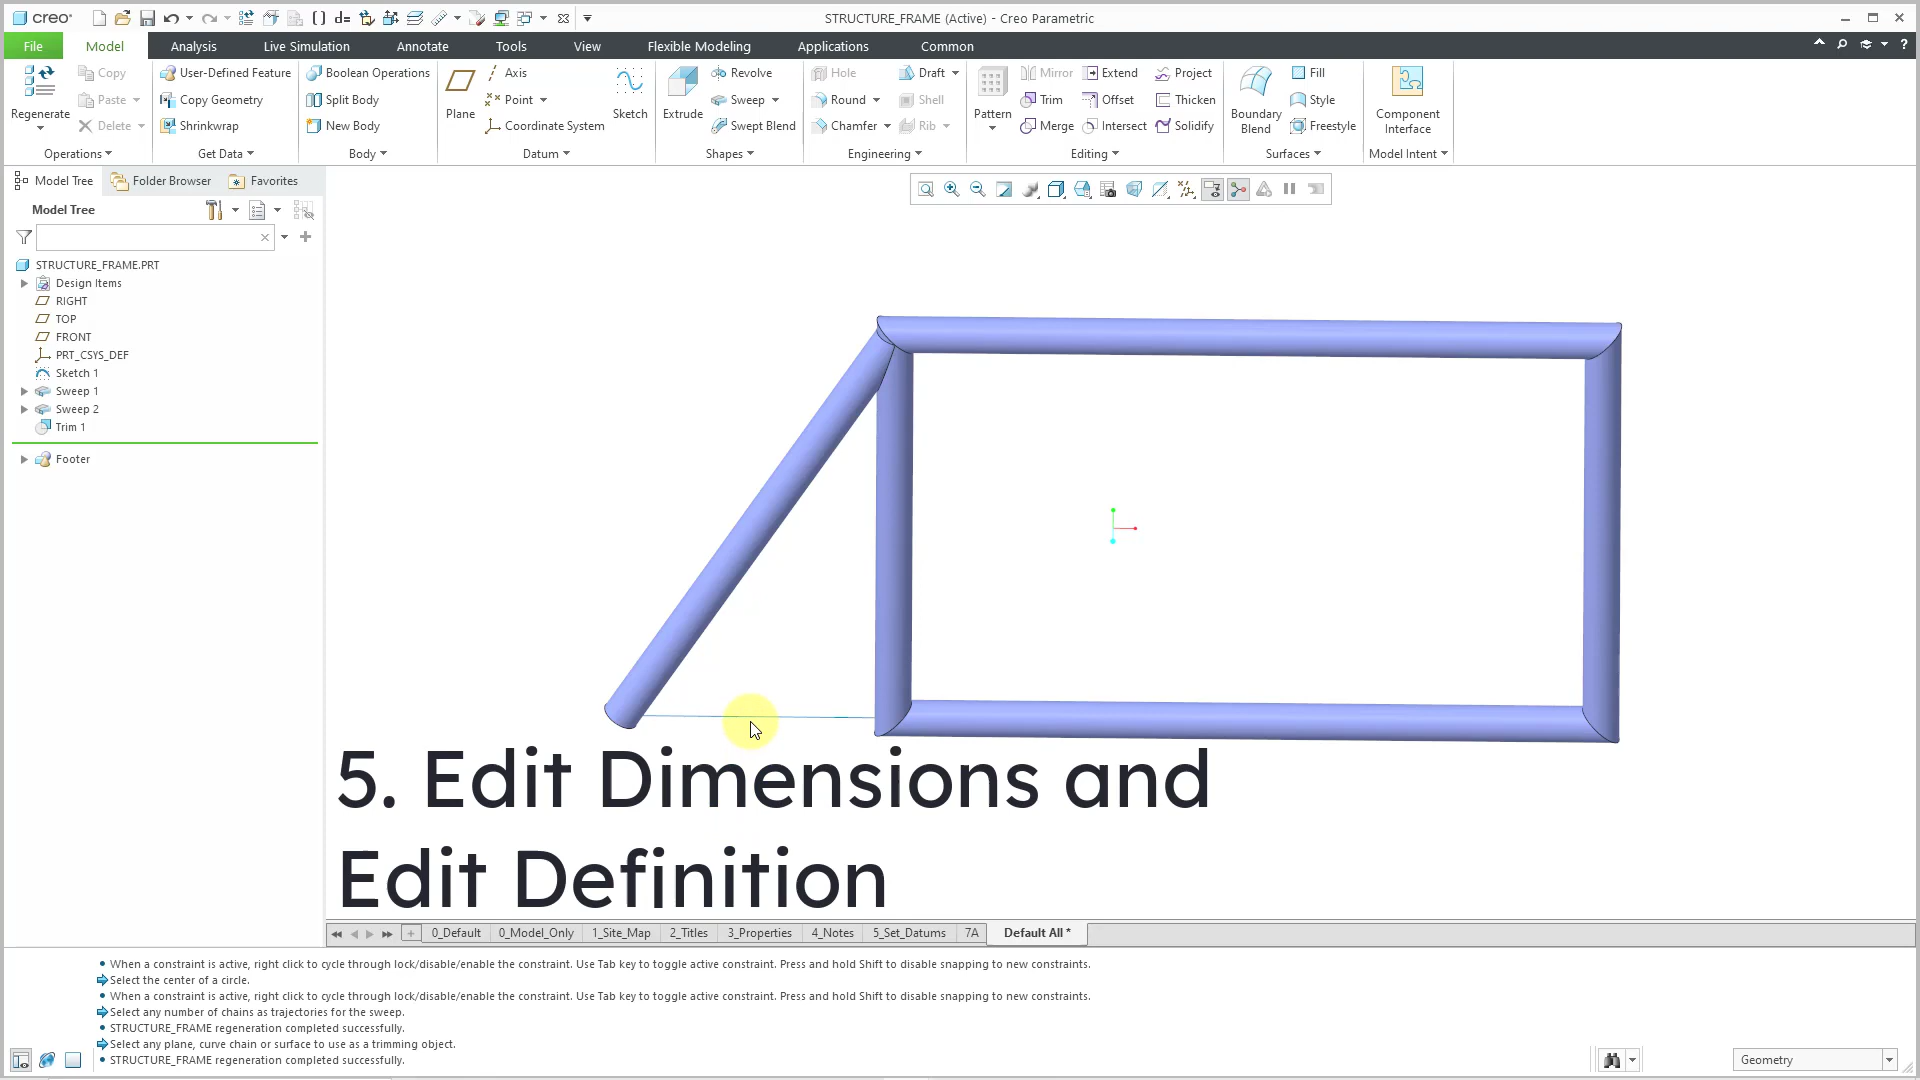 creo
d=
STRUCTURE_FRAME (Active) - Creo Parametric
File
Model
Analysis
Live Simulation
Annotate
Tools
View
Flexible Modeling
Applications
Common
Regenerate
Copy
Paste
Delete
Operations
User-Defined Feature
Copy Geometry
Shrinkwrap
Get Data
Boolean Operations
Split Body
New Body
Body
Plane
Axis
Point
Coordinate System
Sketch
Datum
Extrude
Revolve
Sweep
Swept Blend
Shapes
Hole
Round
Chamfer
Draft
Shell
Rib
Engineering
Pattern
Mirror
Trim
Merge
Extend
Offset
Intersect
Project
Thicken
Solidify
Editing
Boundary
Blend
Fill
Style
Freestyle
Surfaces
Component
Interface
Model Intent
Model Tree
Folder Browser
Favorites
Model Tree
STRUCTURE_FRAME.PRT
Design Items
RIGHT
TOP
FRONT
PRT_CSYS_DEF
Sketch 1
Sweep 1
Sweep 2
Trim 1
Footer
5. Edit Dimensions and
Edit Definition
0_Default
0_Model_Only
1_Site_Map
2_Titles
3_Properties
4_Notes
5_Set_Datums
7A
Default All *
When a constraint is active, right click to cycle through lock/disable/enable the constraint. Use Tab key to toggle active constraint. Press and hold Shift to disable snapping to new constraints.
Select the center of a circle.
When a constraint is active, right click to cycle through lock/disable/enable the constraint. Use Tab key to toggle active constraint. Press and hold Shift to disable snapping to new constraints.
Select any number of chains as trajectories for the sweep.
STRUCTURE_FRAME regeneration completed successfully.
Select any plane, curve chain or surface to use as a trimming object.
STRUCTURE_FRAME regeneration completed successfully.
Geometry